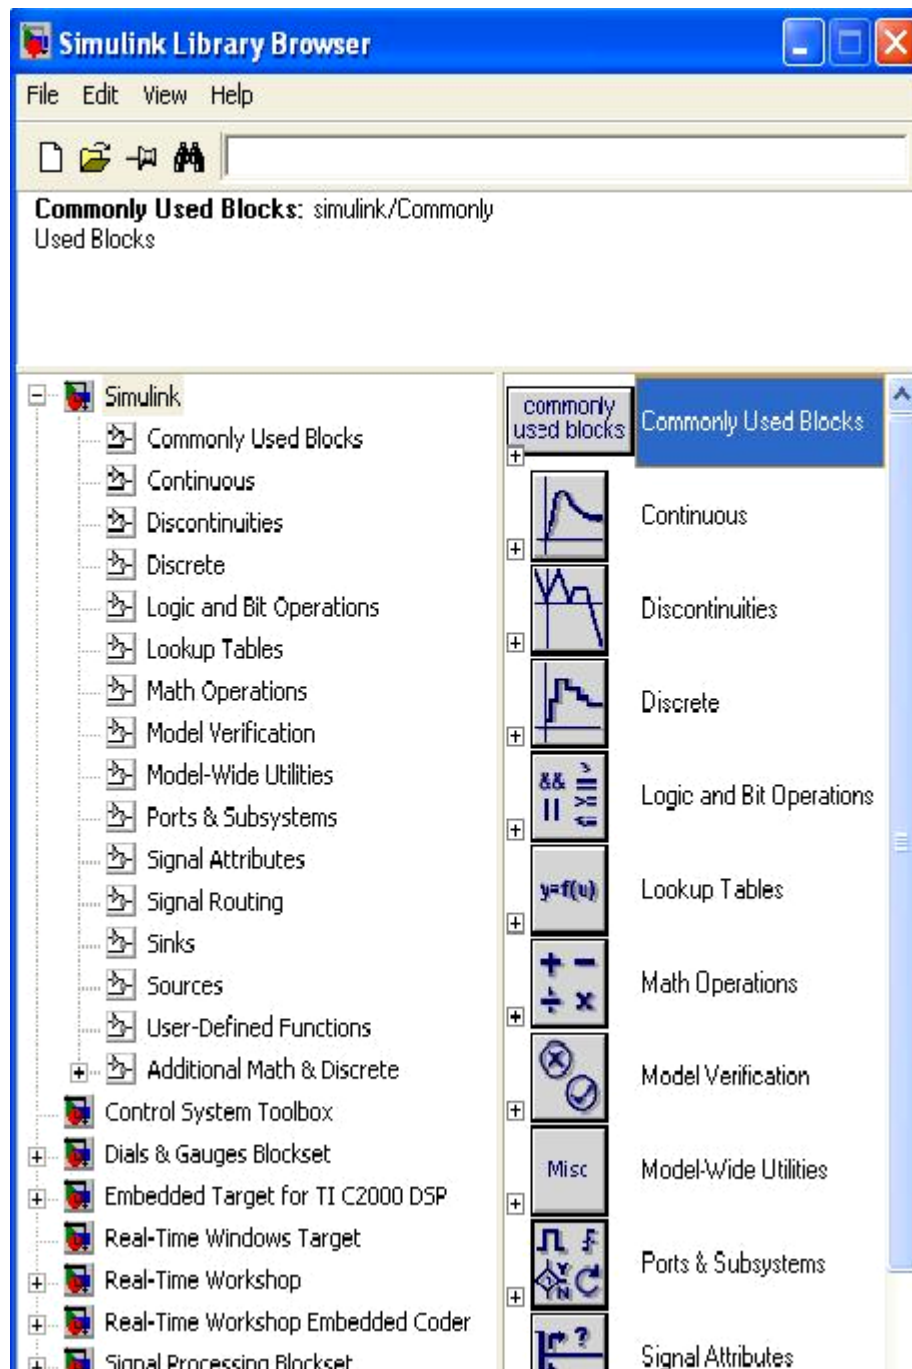 Simulink Library Browser
File Edit View Help
Commonly Used Blocks: simulink/Commonly
Used Blocks
Simulink
Commonly Used Blocks
Continuous
Discontinuities
Discrete
Logic and Bit Operations
Lookup Tables
Math Operations
Model Verification
Model-Wide Utilities
Ports & Subsystems
Signal Attributes
Signal Routing
Sinks
Sources
User-Defined Functions
Additional Math & Discrete
Control System Toolbox
Dials & Gauges Blockset
Embedded Target for TI C2000 DSP
Real-Time Windows Target
Real-Time Workshop
Real-Time Workshop Embedded Coder
Signal Processing Blockset
commonly
used blocks
Commonly Used Blocks
Continuous
Discontinuities
Discrete
&& >
|| >=
<=
Logic and Bit Operations
y=f(u)
Lookup Tables
+ −
÷ x
Math Operations
Model Verification
Misc
Model-Wide Utilities
Y
N
Ports & Subsystems
?
Signal Attributes